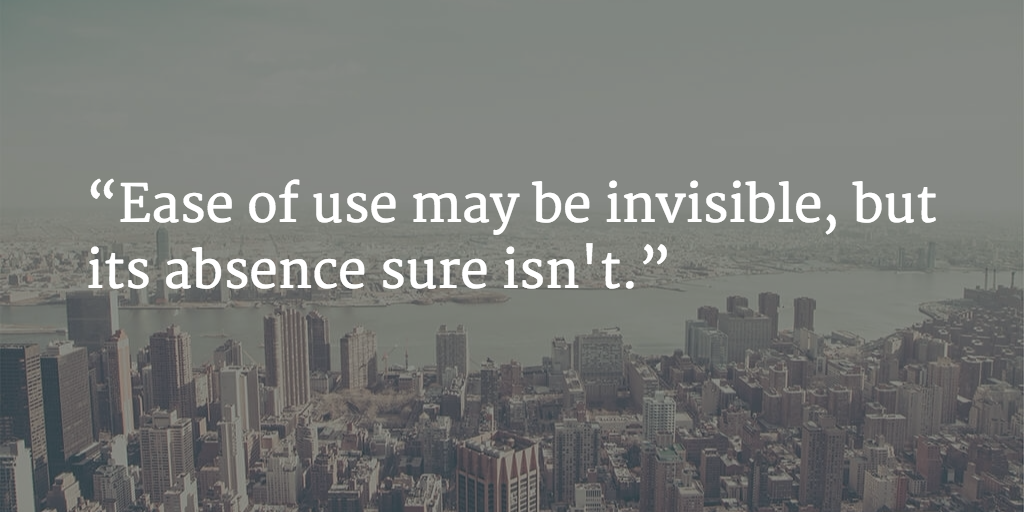 “Ease of use may be invisible, but
its absence sure isn't.”